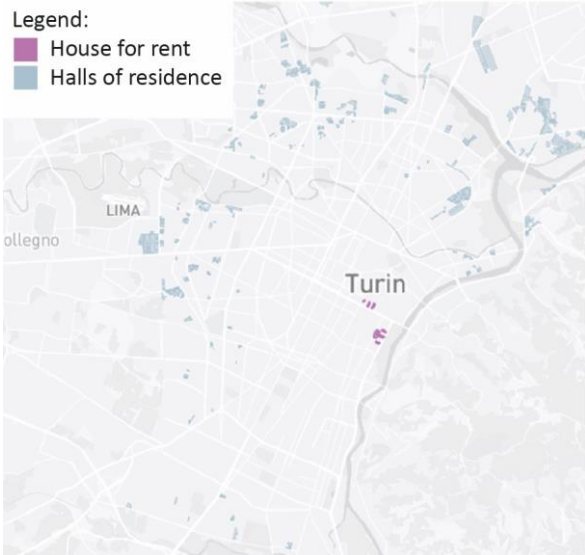 Legend:
House for rent
Halls of residence
LIMA
ollegno
Turin